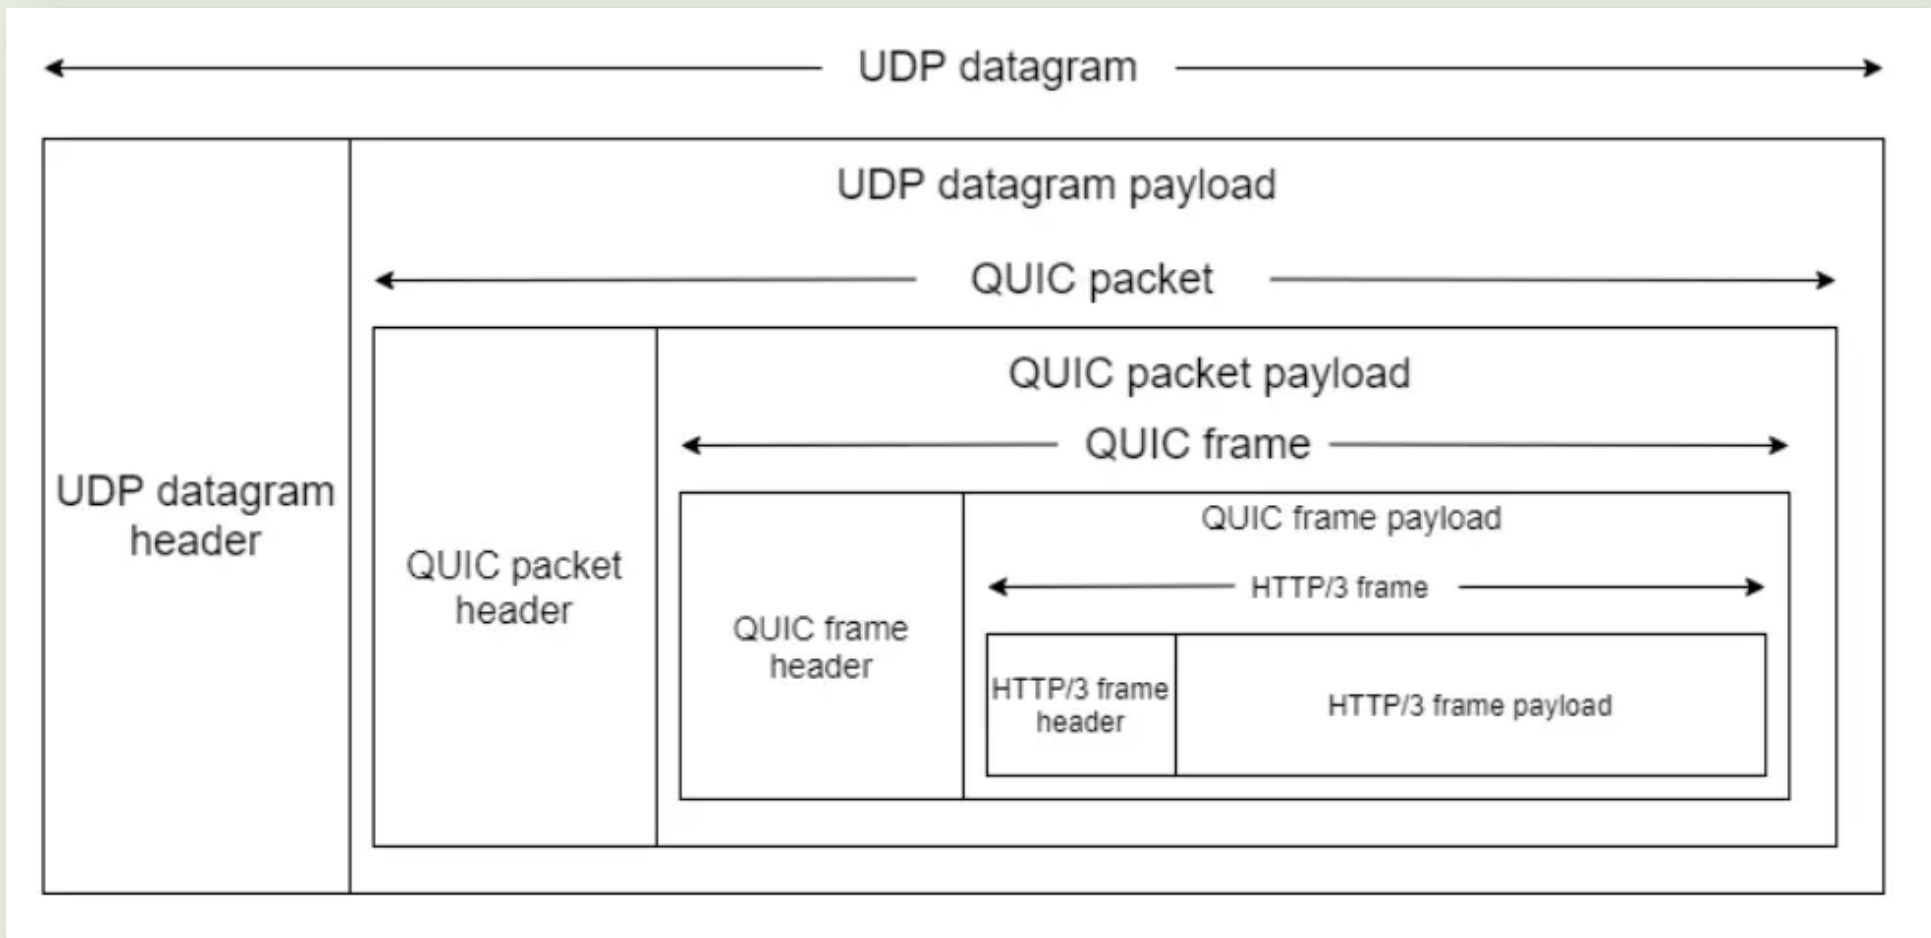 UDP datagram
UDP datagram payload
QUIC packet
QUIC packet payload
QUIC frame
UDP datagram
header
QUIC packet
header
QUIC frame
header
QUIC frame payload
HTTP/3 frame
HTTP/3 frame
header
HTTP/3 frame payload